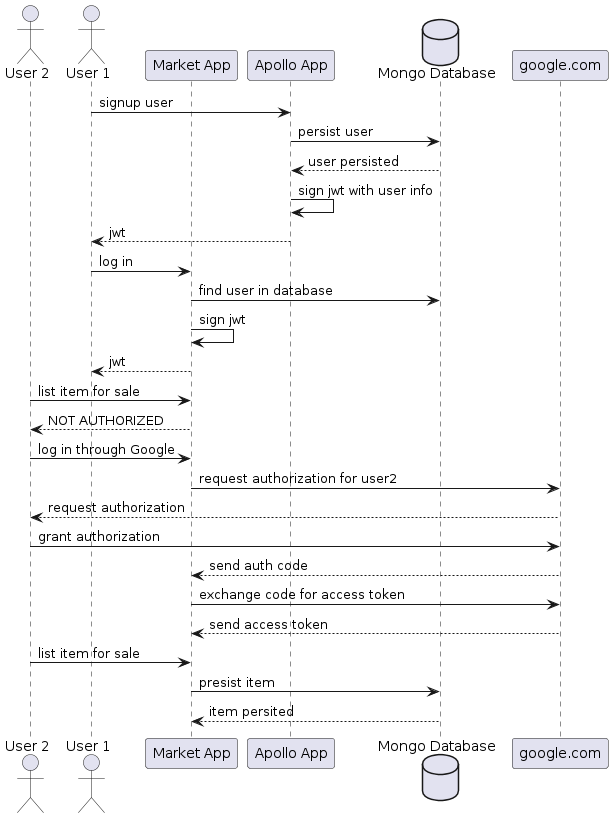 User 2
User 1
Market App
Apollo App
Mongo Database
google.com
signup user
persist user
user persisted
sign jwt with user info
jwt
log in
find user in database
sign jwt
jwt
list item for sale
NOT AUTHORIZED
log in through Google
request authorization for user2
request authorization
grant authorization
send auth code
exchange code for access token
send access token
list item for sale
presist item
item persited
User 2
User 1
Market App
Apollo App
Mongo Database
google.com